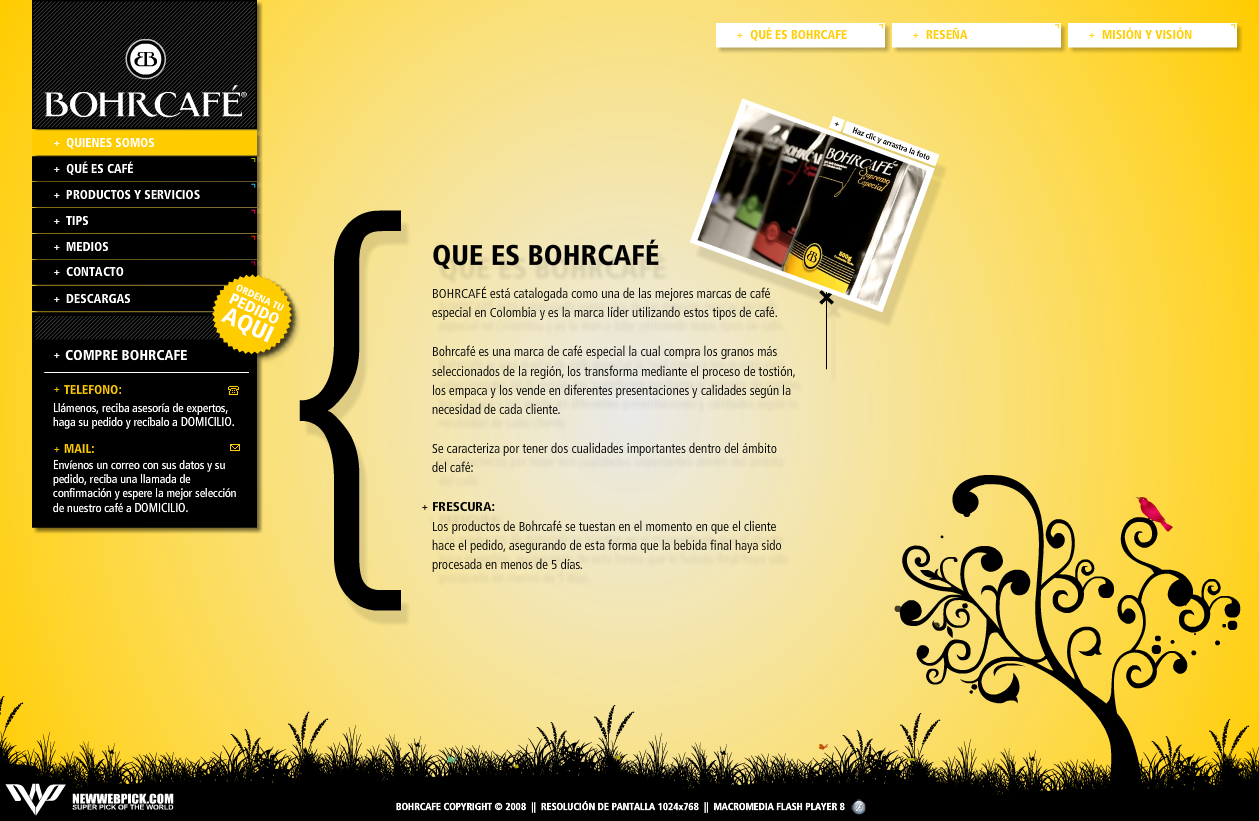 BOHRCAFÉ®
+ QUIENES SOMOS
+ QUÉ ES CAFÉ
+ PRODUCTOS Y SERVICIOS
+ TIPS
+ MEDIOS
+ CONTACTO
+ DESCARGAS
ORDENA TU
PEDIDO
AQUI
+ COMPRE BOHRCAFE
+ TELEFONO:
Llámenos, reciba asesoría de expertos,
haga su pedido y recíbalo a DOMICILIO.
+ MAIL:
Envíenos un correo con sus datos y su
pedido, reciba una llamada de
confirmación y espere la mejor selección
de nuestro café a DOMICILIO.
+ QUÉ ES BOHRCAFE
+ RESEÑA
+ MISIÓN Y VISIÓN
+ Haz clic y arrastra la foto
BOHRCAFÉ
Supremo
Especial
500g
QUE ES BOHRCAFÉ
BOHRCAFÉ está catalogada como una de las mejores marcas de café
especial en Colombia y es la marca líder utilizando estos tipos de café.
Bohrcafé es una marca de café especial la cual compra los granos más
seleccionados de la región, los transforma mediante el proceso de tostión,
los empaca y los vende en diferentes presentaciones y calidades según la
necesidad de cada cliente.
Se caracteriza por tener dos cualidades importantes dentro del ámbito
del café:
+ FRESCURA:
Los productos de Bohrcafé se tuestan en el momento en que el cliente
hace el pedido, asegurando de esta forma que la bebida final haya sido
procesada en menos de 5 días.
NEWWEBPICK.COM
SUPER PICK OF THE WORLD
BOHRCAFE COPYRIGHT © 2008 || RESOLUCIÓN DE PANTALLA 1024x768 || MACROMEDIA FLASH PLAYER 8